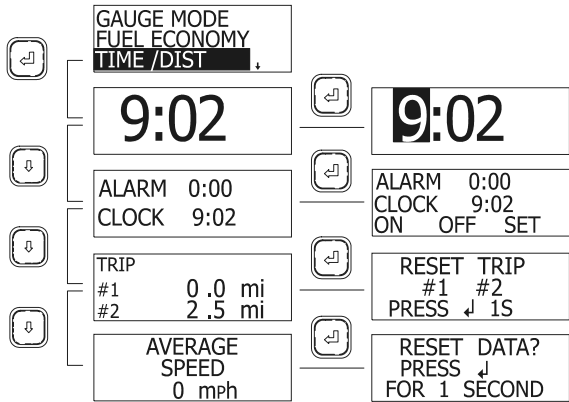 GAUGE MODE
FUEL ECONOMY
TIME /DIST
9:02
9:02
ALARM 0:00
CLOCK 9:02
ALARM 0:00
CLOCK 9:02
ON OFF SET
TRIP
#1 0.0 mi
#2 2.5 mi
RESET TRIP
#1 #2
PRESS ↲ 1S
AVERAGE
SPEED
0 mPh
RESET DATA?
PRESS ↲
FOR 1 SECOND